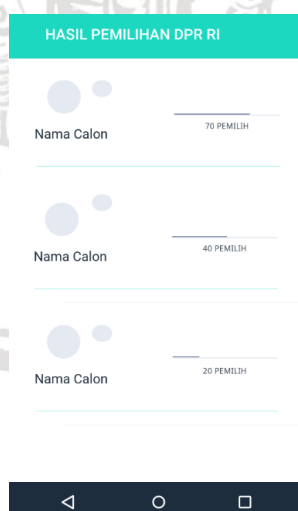 HASIL PEMILIHAN DPR RI
Nama Calon
70 PEMILIH
Nama Calon
40 PEMILIH
Nama Calon
20 PEMILIH